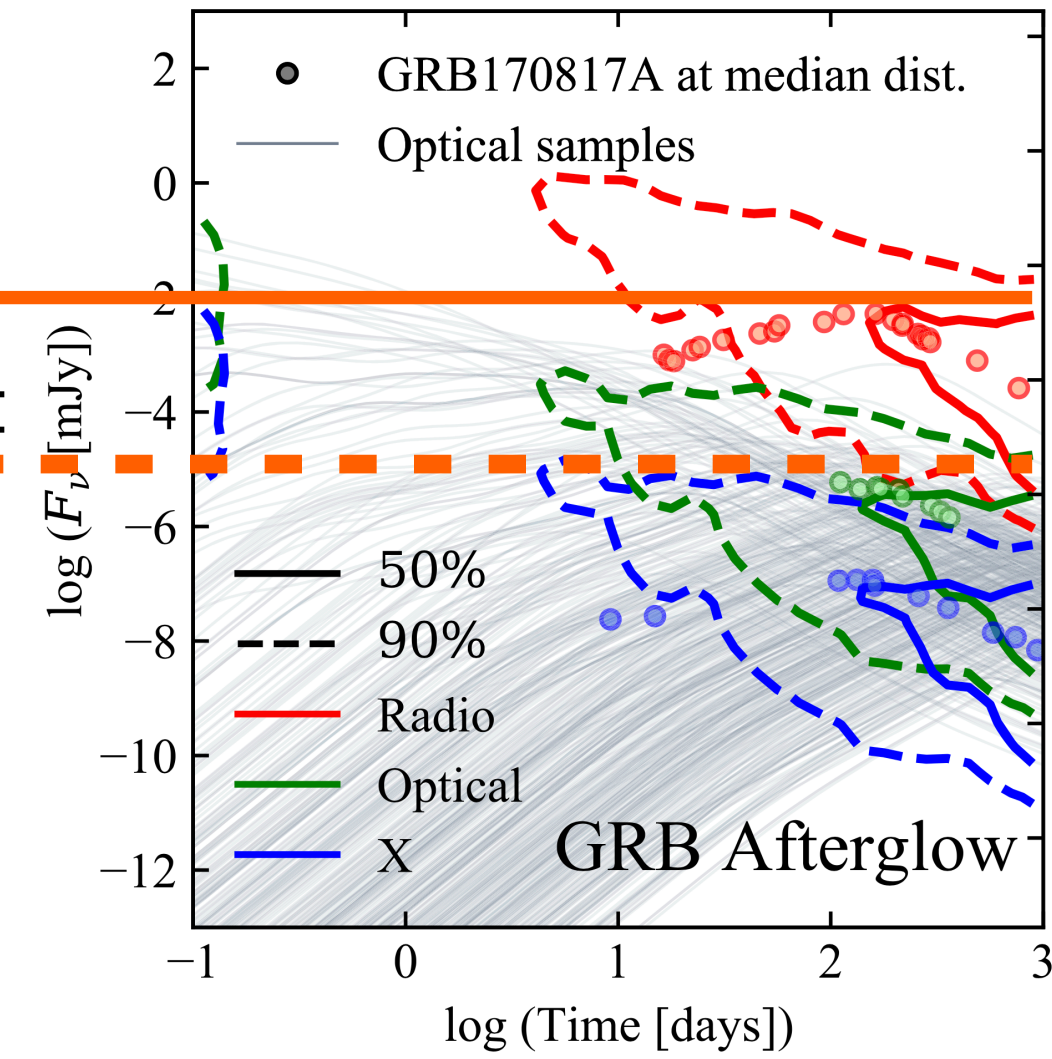 2
GRB170817A at median dist.
Optical samples
0
2
−4
−6
−8
−10
−12
log (Fν [mJy])
50%
90%
Radio
Optical
X
GRB Afterglow
−1 0 1 2 3
log (Time [days])